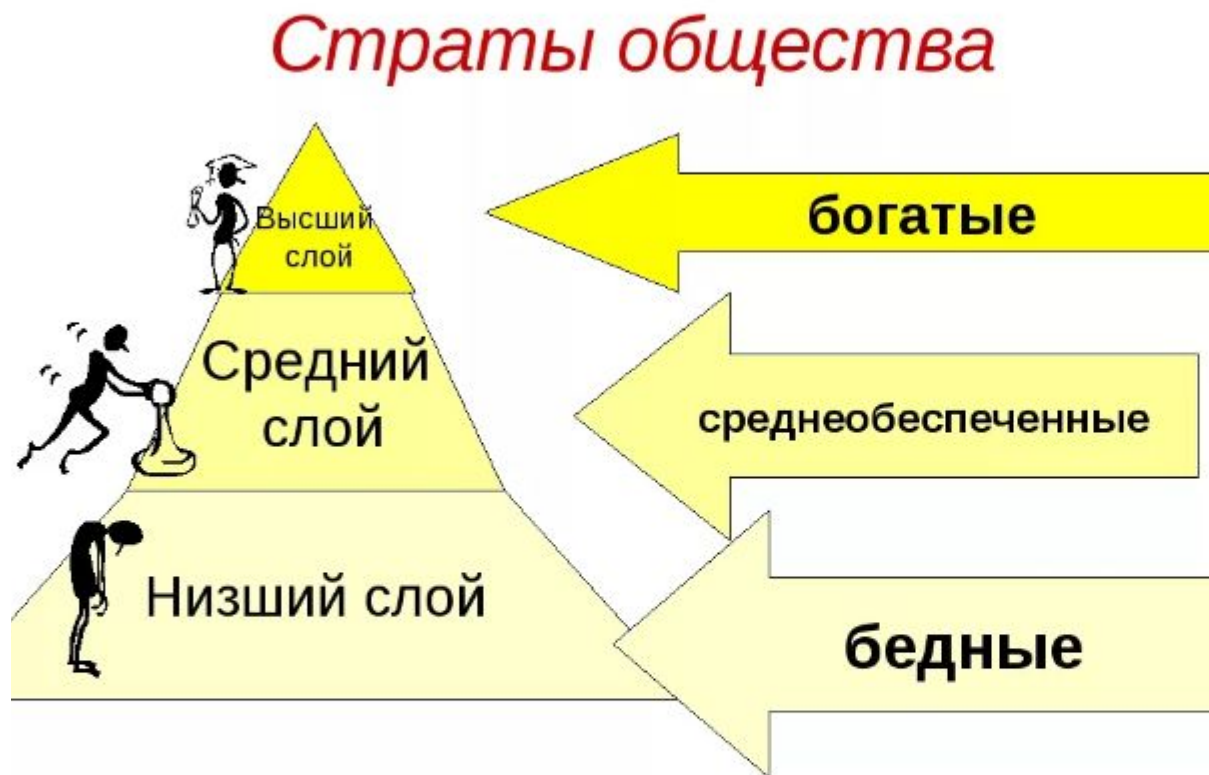 Страты общества
Высший
слой
богатые
Средний
слой
среднеобеспеченные
Низший слой
бедные